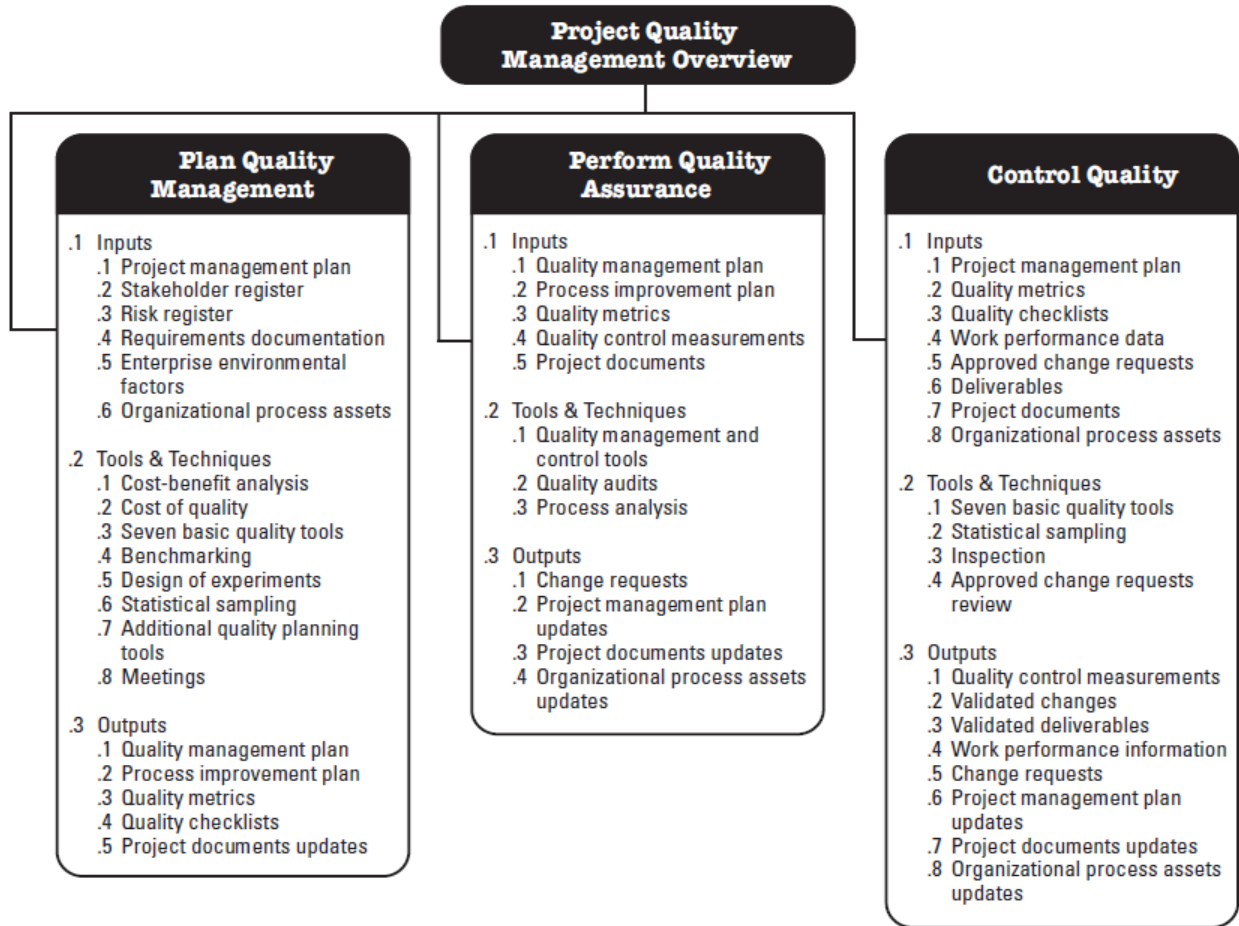 Project Quality
Management Overview
Plan Quality
Management
.1 Inputs
.1 Project management plan
.2 Stakeholder register
.3 Risk register
.4 Requirements documentation
.5 Enterprise environmental
factors
.6 Organizational process assets
.2 Tools & Techniques
.1 Cost-benefit analysis
.2 Cost of quality
.3 Seven basic quality tools
.4 Benchmarking
.5 Design of experiments
.6 Statistical sampling
.7 Additional quality planning
tools
.8 Meetings
.3 Outputs
.1 Quality management plan
.2 Process improvement plan
.3 Quality metrics
.4 Quality checklists
.5 Project documents updates
Perform Quality
Assurance
.1 Inputs
.1 Quality management plan
.2 Process improvement plan
.3 Quality metrics
.4 Quality control measurements
.5 Project documents
.2 Tools & Techniques
.1 Quality management and
control tools
.2 Quality audits
.3 Process analysis
.3 Outputs
.1 Change requests
.2 Project management plan
updates
.3 Project documents updates
.4 Organizational process assets
updates
Control Quality
.1 Inputs
.1 Project management plan
.2 Quality metrics
.3 Quality checklists
.4 Work performance data
.5 Approved change requests
.6 Deliverables
.7 Project documents
.8 Organizational process assets
.2 Tools & Techniques
.1 Seven basic quality tools
.2 Statistical sampling
.3 Inspection
.4 Approved change requests
review
.3 Outputs
.1 Quality control measurements
.2 Validated changes
.3 Validated deliverables
.4 Work performance information
.5 Change requests
.6 Project management plan
updates
.7 Project documents updates
.8 Organizational process assets
updates